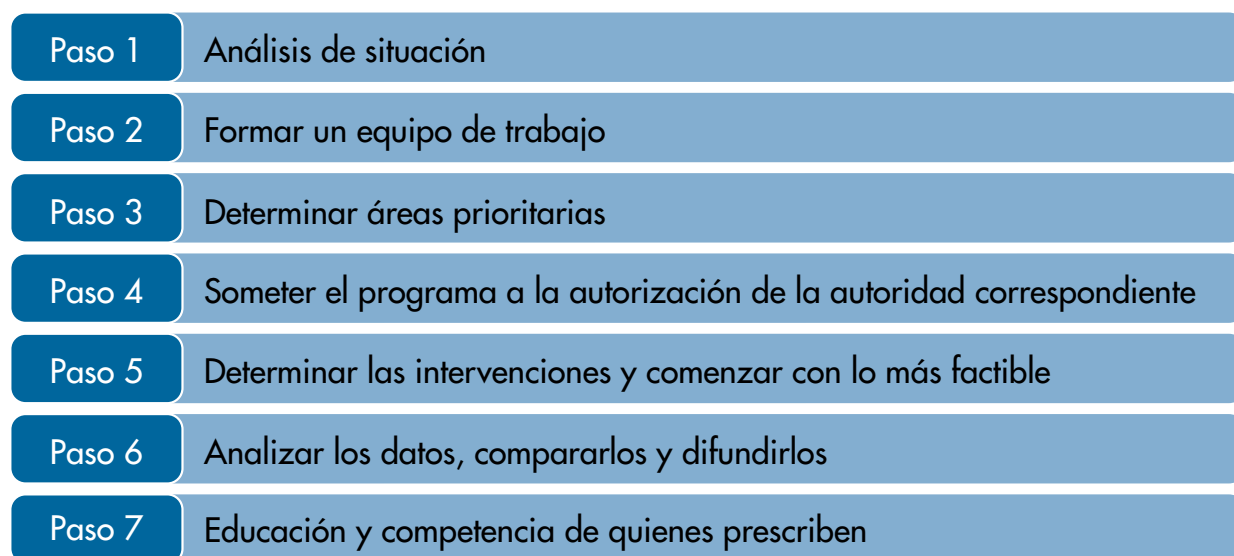 Paso 1 Análisis de situación
Paso 2 Formar un equipo de trabajo
Paso 3 Determinar áreas prioritarias
Paso 4 Someter el programa a la autorización de la autoridad correspondiente
Paso 5 Determinar las intervenciones y comenzar con lo más factible
Paso 6 Analizar los datos, compararlos y difundirlos
Paso 7 Educación y competencia de quienes prescriben